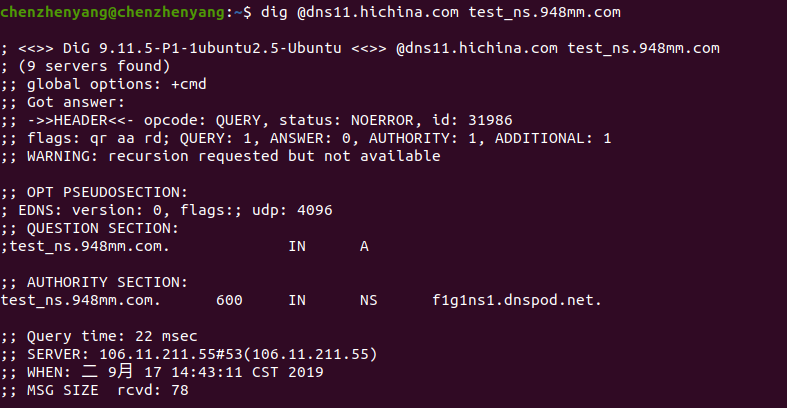 chenzhenyang@chenzhenyang:~$ dig @dns11.hichina.com test_ns.948mm.com
; <<>> DiG 9.11.5-P1-1ubuntu2.5-Ubuntu <<>> @dns11.hichina.com test_ns.948mm.com
; (9 servers found)
;; global options: +cmd
;; Got answer:
;; ->>HEADER<<- opcode: QUERY, status: NOERROR, id: 31986
;; flags: qr aa rd; QUERY: 1, ANSWER: 0, AUTHORITY: 1, ADDITIONAL: 1
;; WARNING: recursion requested but not available
;; OPT PSEUDOSECTION:
; EDNS: version: 0, flags:; udp: 4096
;; QUESTION SECTION:
;test_ns.948mm.com. IN A
;; AUTHORITY SECTION:
test_ns.948mm.com. 600 IN NS f1g1ns1.dnspod.net.
;; Query time: 22 msec
;; SERVER: 106.11.211.55#53(106.11.211.55)
;; WHEN: 二 9月 17 14:43:11 CST 2019
;; MSG SIZE rcvd: 78